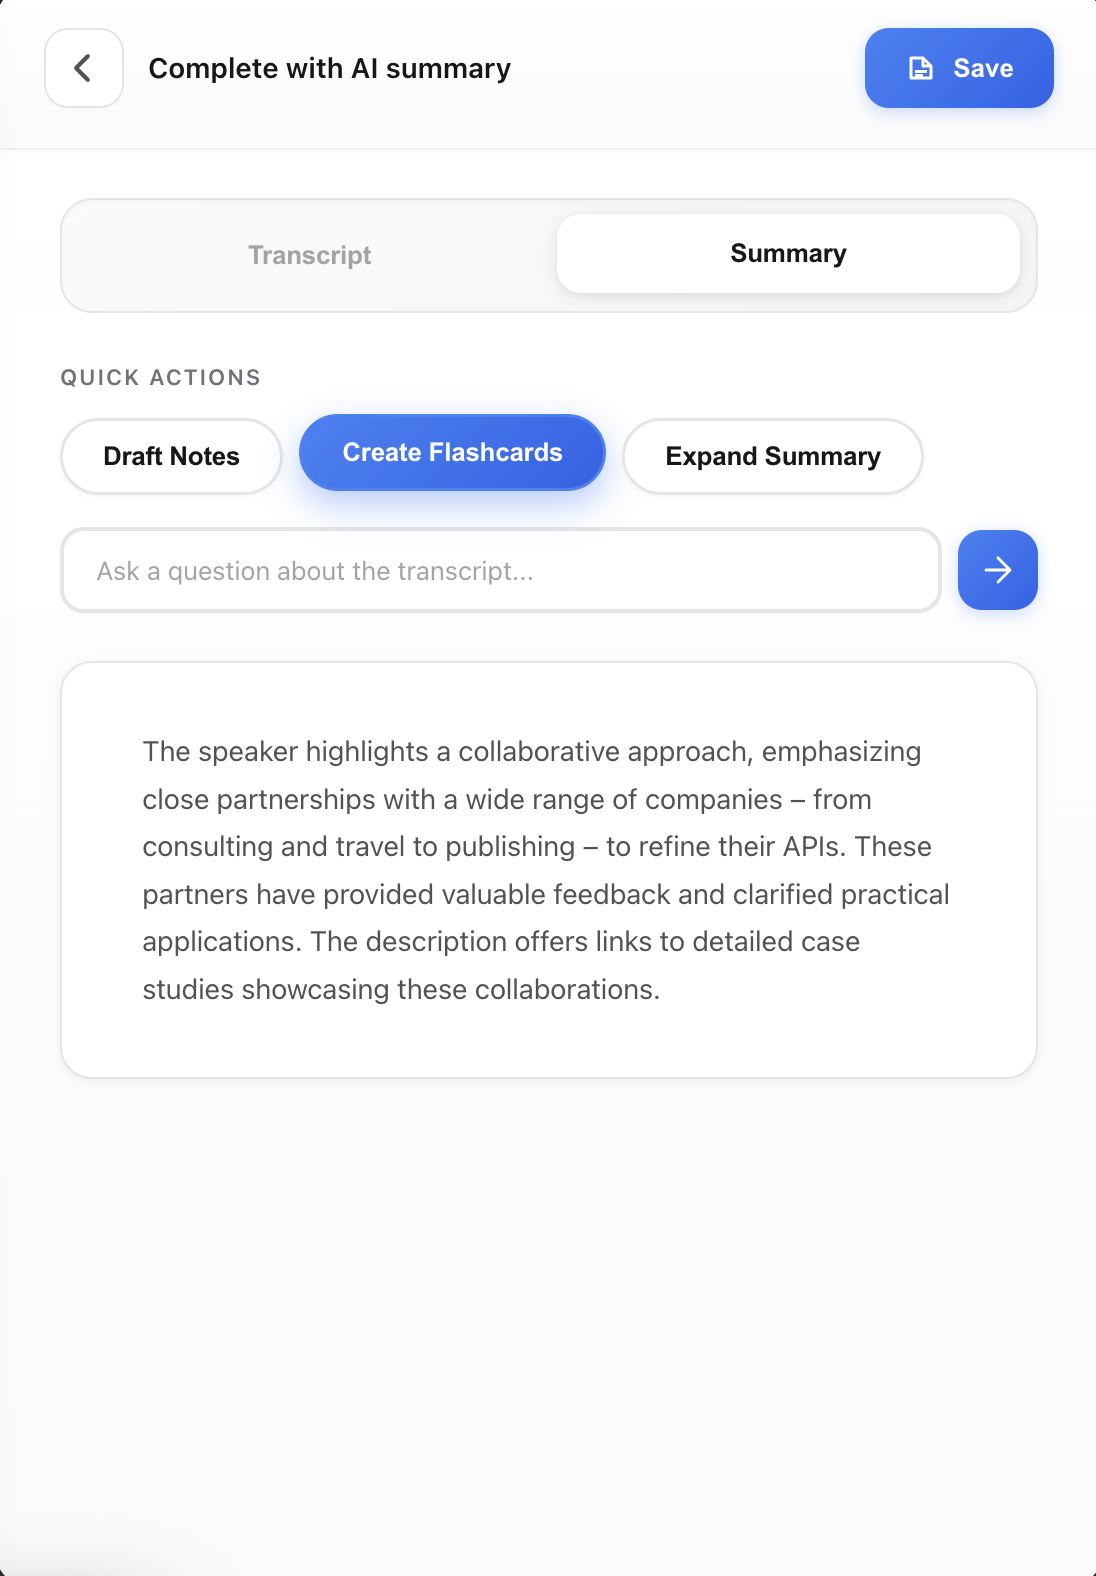 Complete with AI summary
Save
Transcript
Summary
QUICK ACTIONS
Draft Notes
Create Flashcards
Expand Summary
Ask a question about the transcript...
The speaker highlights a collaborative approach, emphasizing
close partnerships with a wide range of companies – from
consulting and travel to publishing – to refine their APIs. These
partners have provided valuable feedback and clarified practical
applications. The description offers links to detailed case
studies showcasing these collaborations.